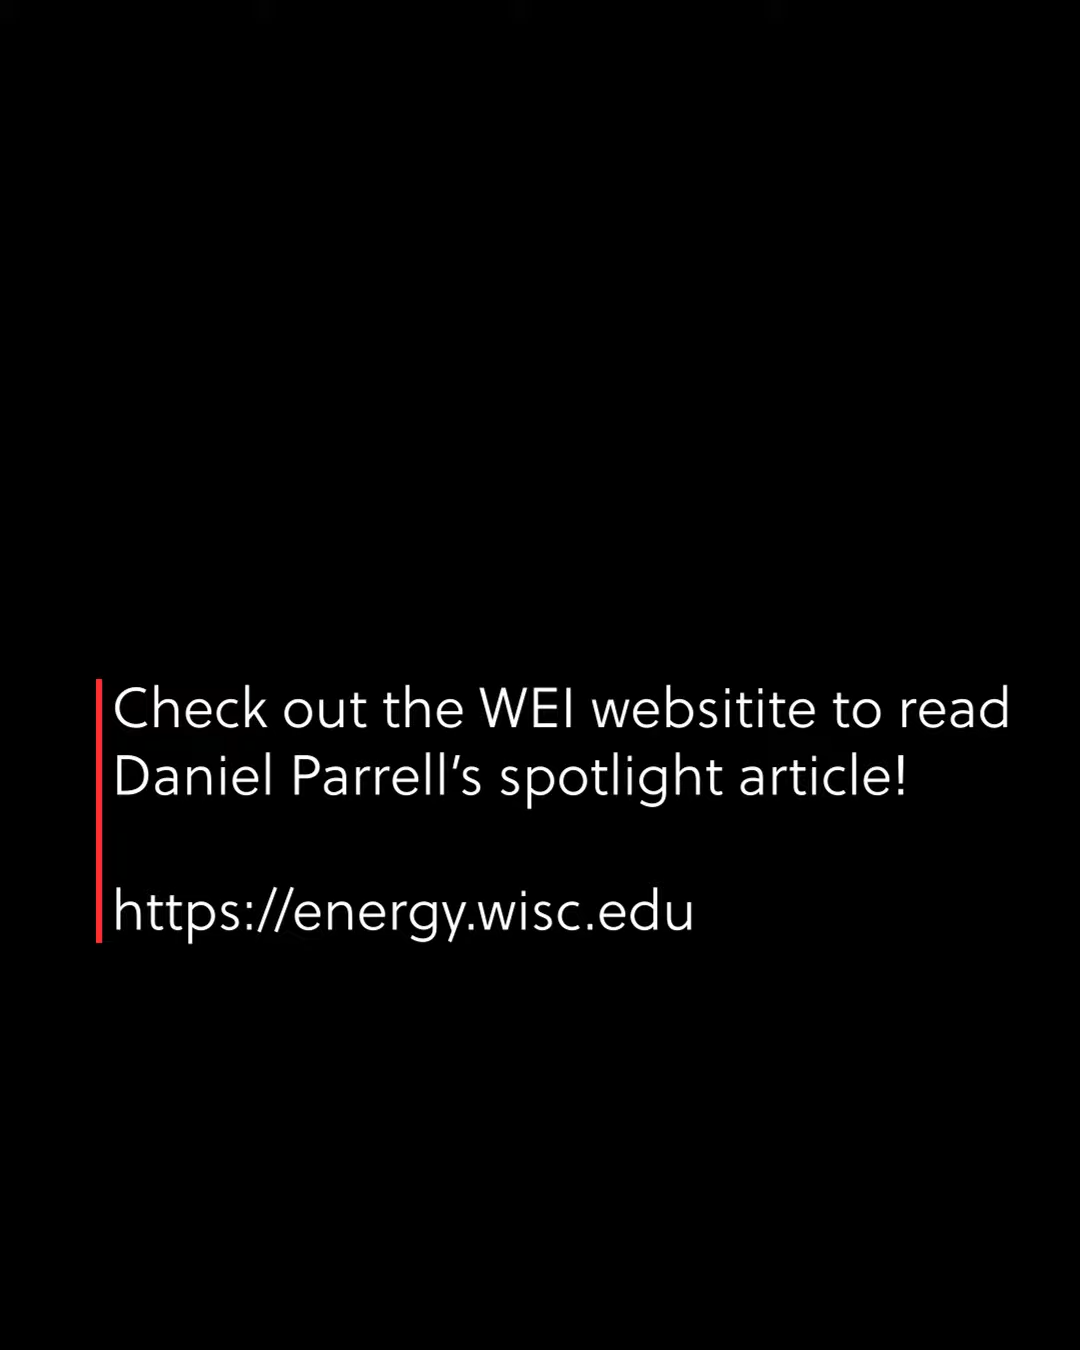 Check out the WEI websitite to read
Daniel Parrell’s spotlight article!
https://energy.wisc.edu